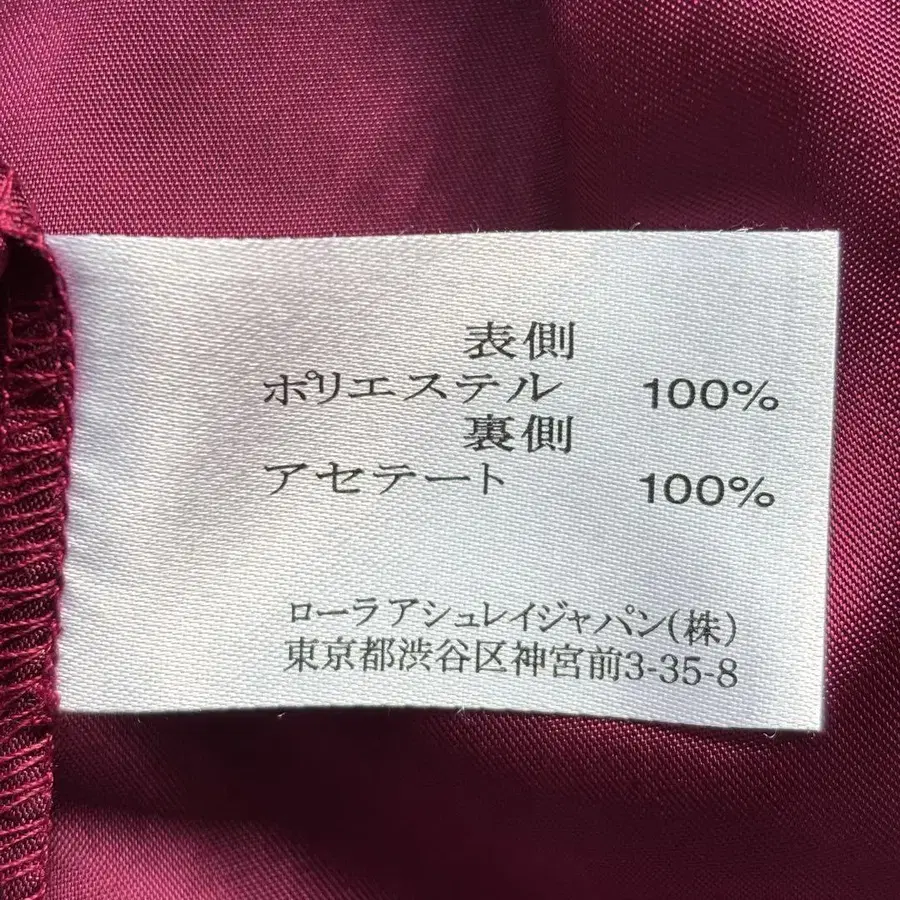 表側
ポリエステル 100%
裏側
アセテート 100%
ローラアシュレイジャパン(株)
東京都渋谷区神宮前3-35-8